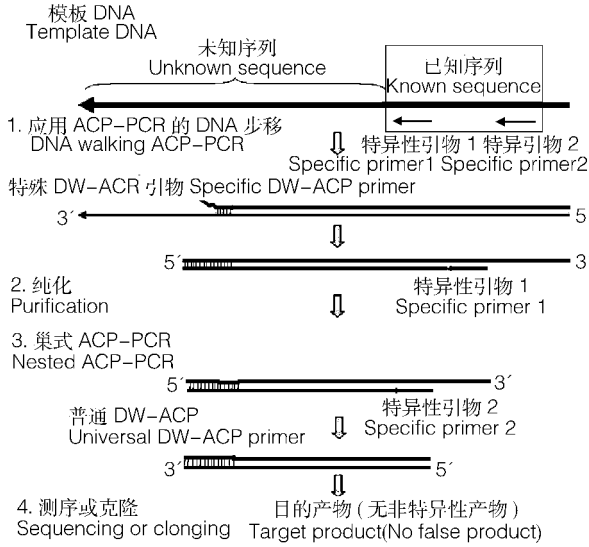 模板 DNA
Template DNA
未知序列
Unknown sequence
已知序列
Known sequence
1. 应用 ACP-PCR 的 DNA 步移
DNA walking ACP-PCR
特异性引物 1 特异性引物 2
Specific primer1 Specific primer2
特殊 DW-ACR 引物 Specific DW-ACP primer
3´ 5
5´ 3
2. 纯化
Purification
特异性引物 1
Specific primer 1
3. 巢式 ACP-PCR
Nested ACP-PCR
5´ 3´
特异性引物 2
Specific primer 2
普通 DW-ACP
Universal DW-ACP primer
3´ 5´
4. 测序或克隆
Sequencing or clonging
目的产物 ( 无非特异性产物 )
Target product(No false product)